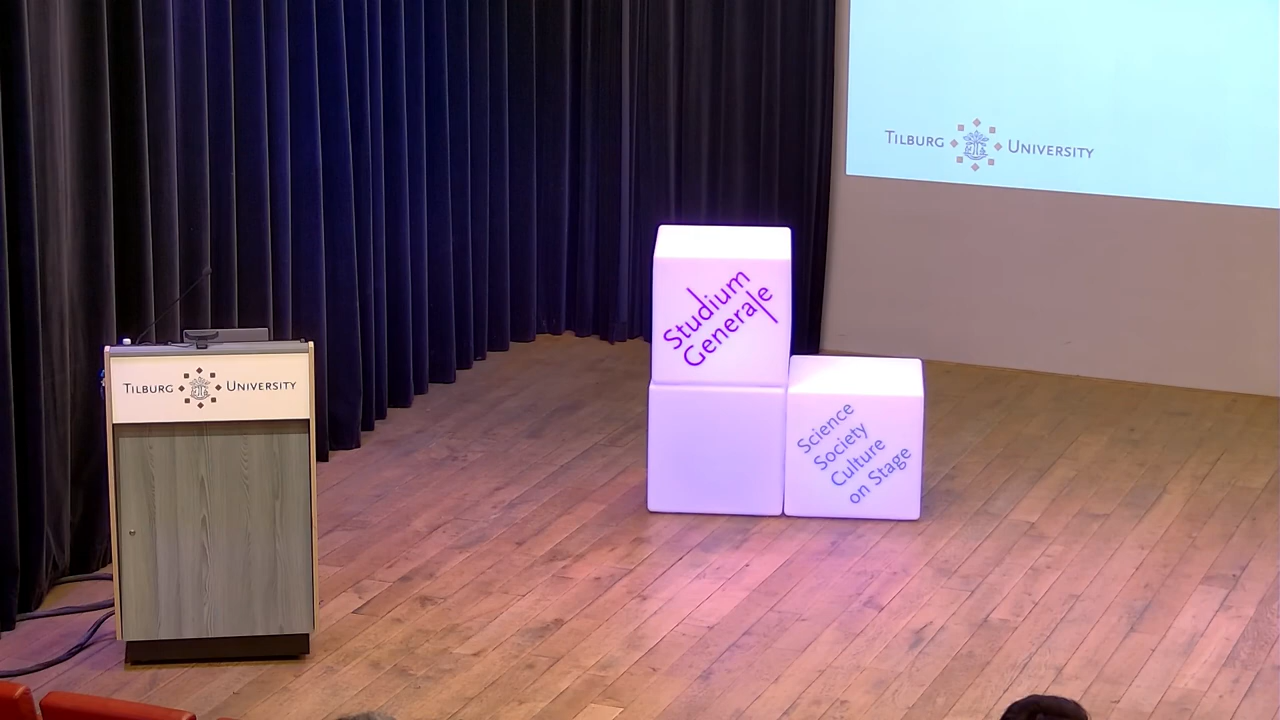 Tilburg University
Tilburg University
Studium
Generale
Science
Society
Culture
on Stage